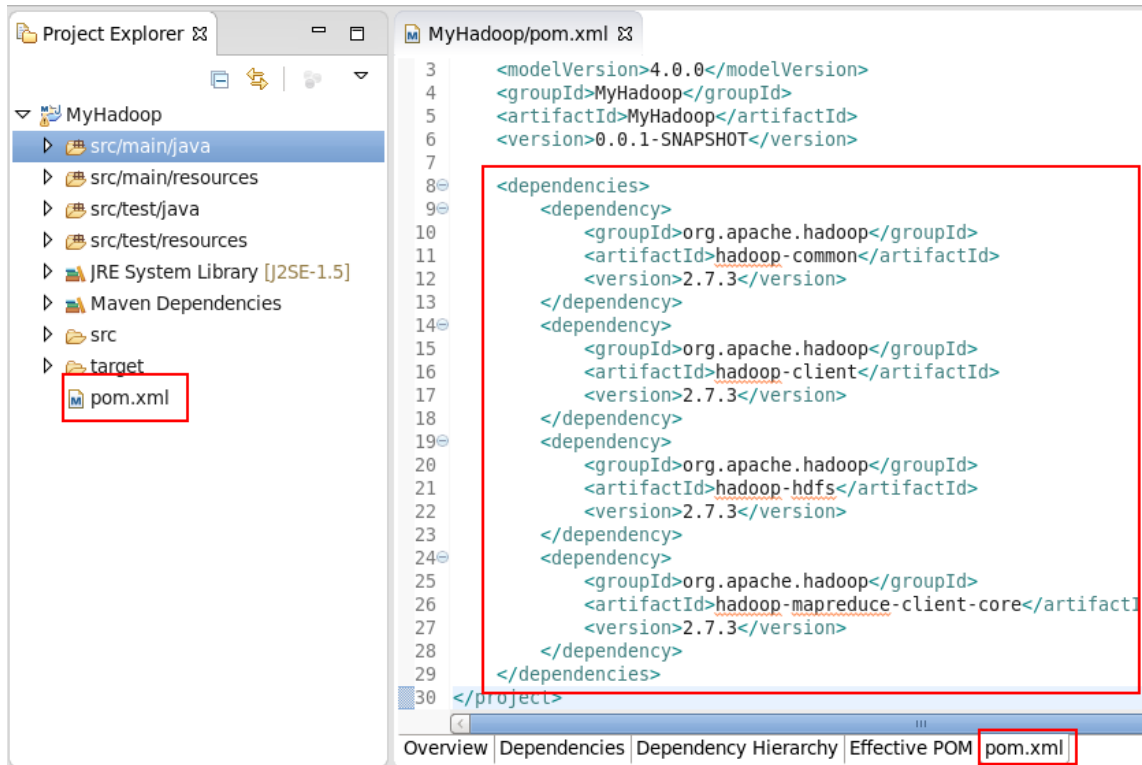 Project Explorer
MyHadoop
src/main/java
src/main/resources
src/test/java
src/test/resources
JRE System Library [J2SE-1.5]
Maven Dependencies
src
target
pom.xml
MyHadoop/pom.xml
3 <modelVersion>4.0.0</modelVersion>
4 <groupId>MyHadoop</groupId>
5 <artifactId>MyHadoop</artifactId>
6 <version>0.0.1-SNAPSHOT</version>
7
8 <dependencies>
9 <dependency>
10 <groupId>org.apache.hadoop</groupId>
11 <artifactId>hadoop-common</artifactId>
12 <version>2.7.3</version>
13 </dependency>
14 <dependency>
15 <groupId>org.apache.hadoop</groupId>
16 <artifactId>hadoop-client</artifactId>
17 <version>2.7.3</version>
18 </dependency>
19 <dependency>
20 <groupId>org.apache.hadoop</groupId>
21 <artifactId>hadoop-hdfs</artifactId>
22 <version>2.7.3</version>
23 </dependency>
24 <dependency>
25 <groupId>org.apache.hadoop</groupId>
26 <artifactId>hadoop-mapreduce-client-core</artifactI
27 <version>2.7.3</version>
28 </dependency>
29 </dependencies>
30 </project>
Overview Dependencies Dependency Hierarchy Effective POM pom.xml